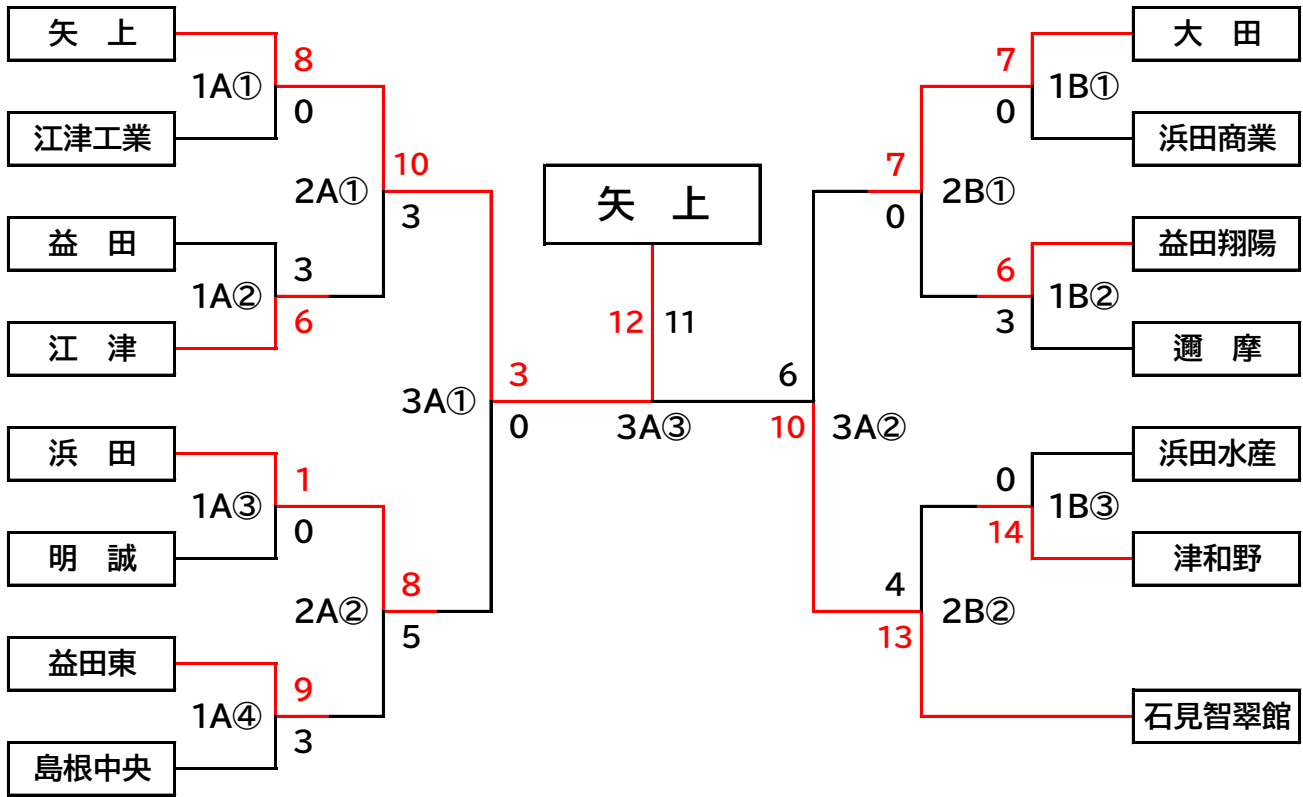 矢　上
大　田
8
7
1A①
1B①
0
0
江津工業
浜田商業
10
7
2A①
矢　上
2B①
3
0
益　田
益田翔陽
3
6
1A②
1B②
6
3
江　津
12 11
邇　摩
3
6
3A①
3A②
0
3A③
10
浜　田
浜田水産
1
0
1A③
1B③
0
14
明　誠
津和野
8
4
2A②
2B②
5
13
益田東
9
1A④
石見智翠館
3
島根中央